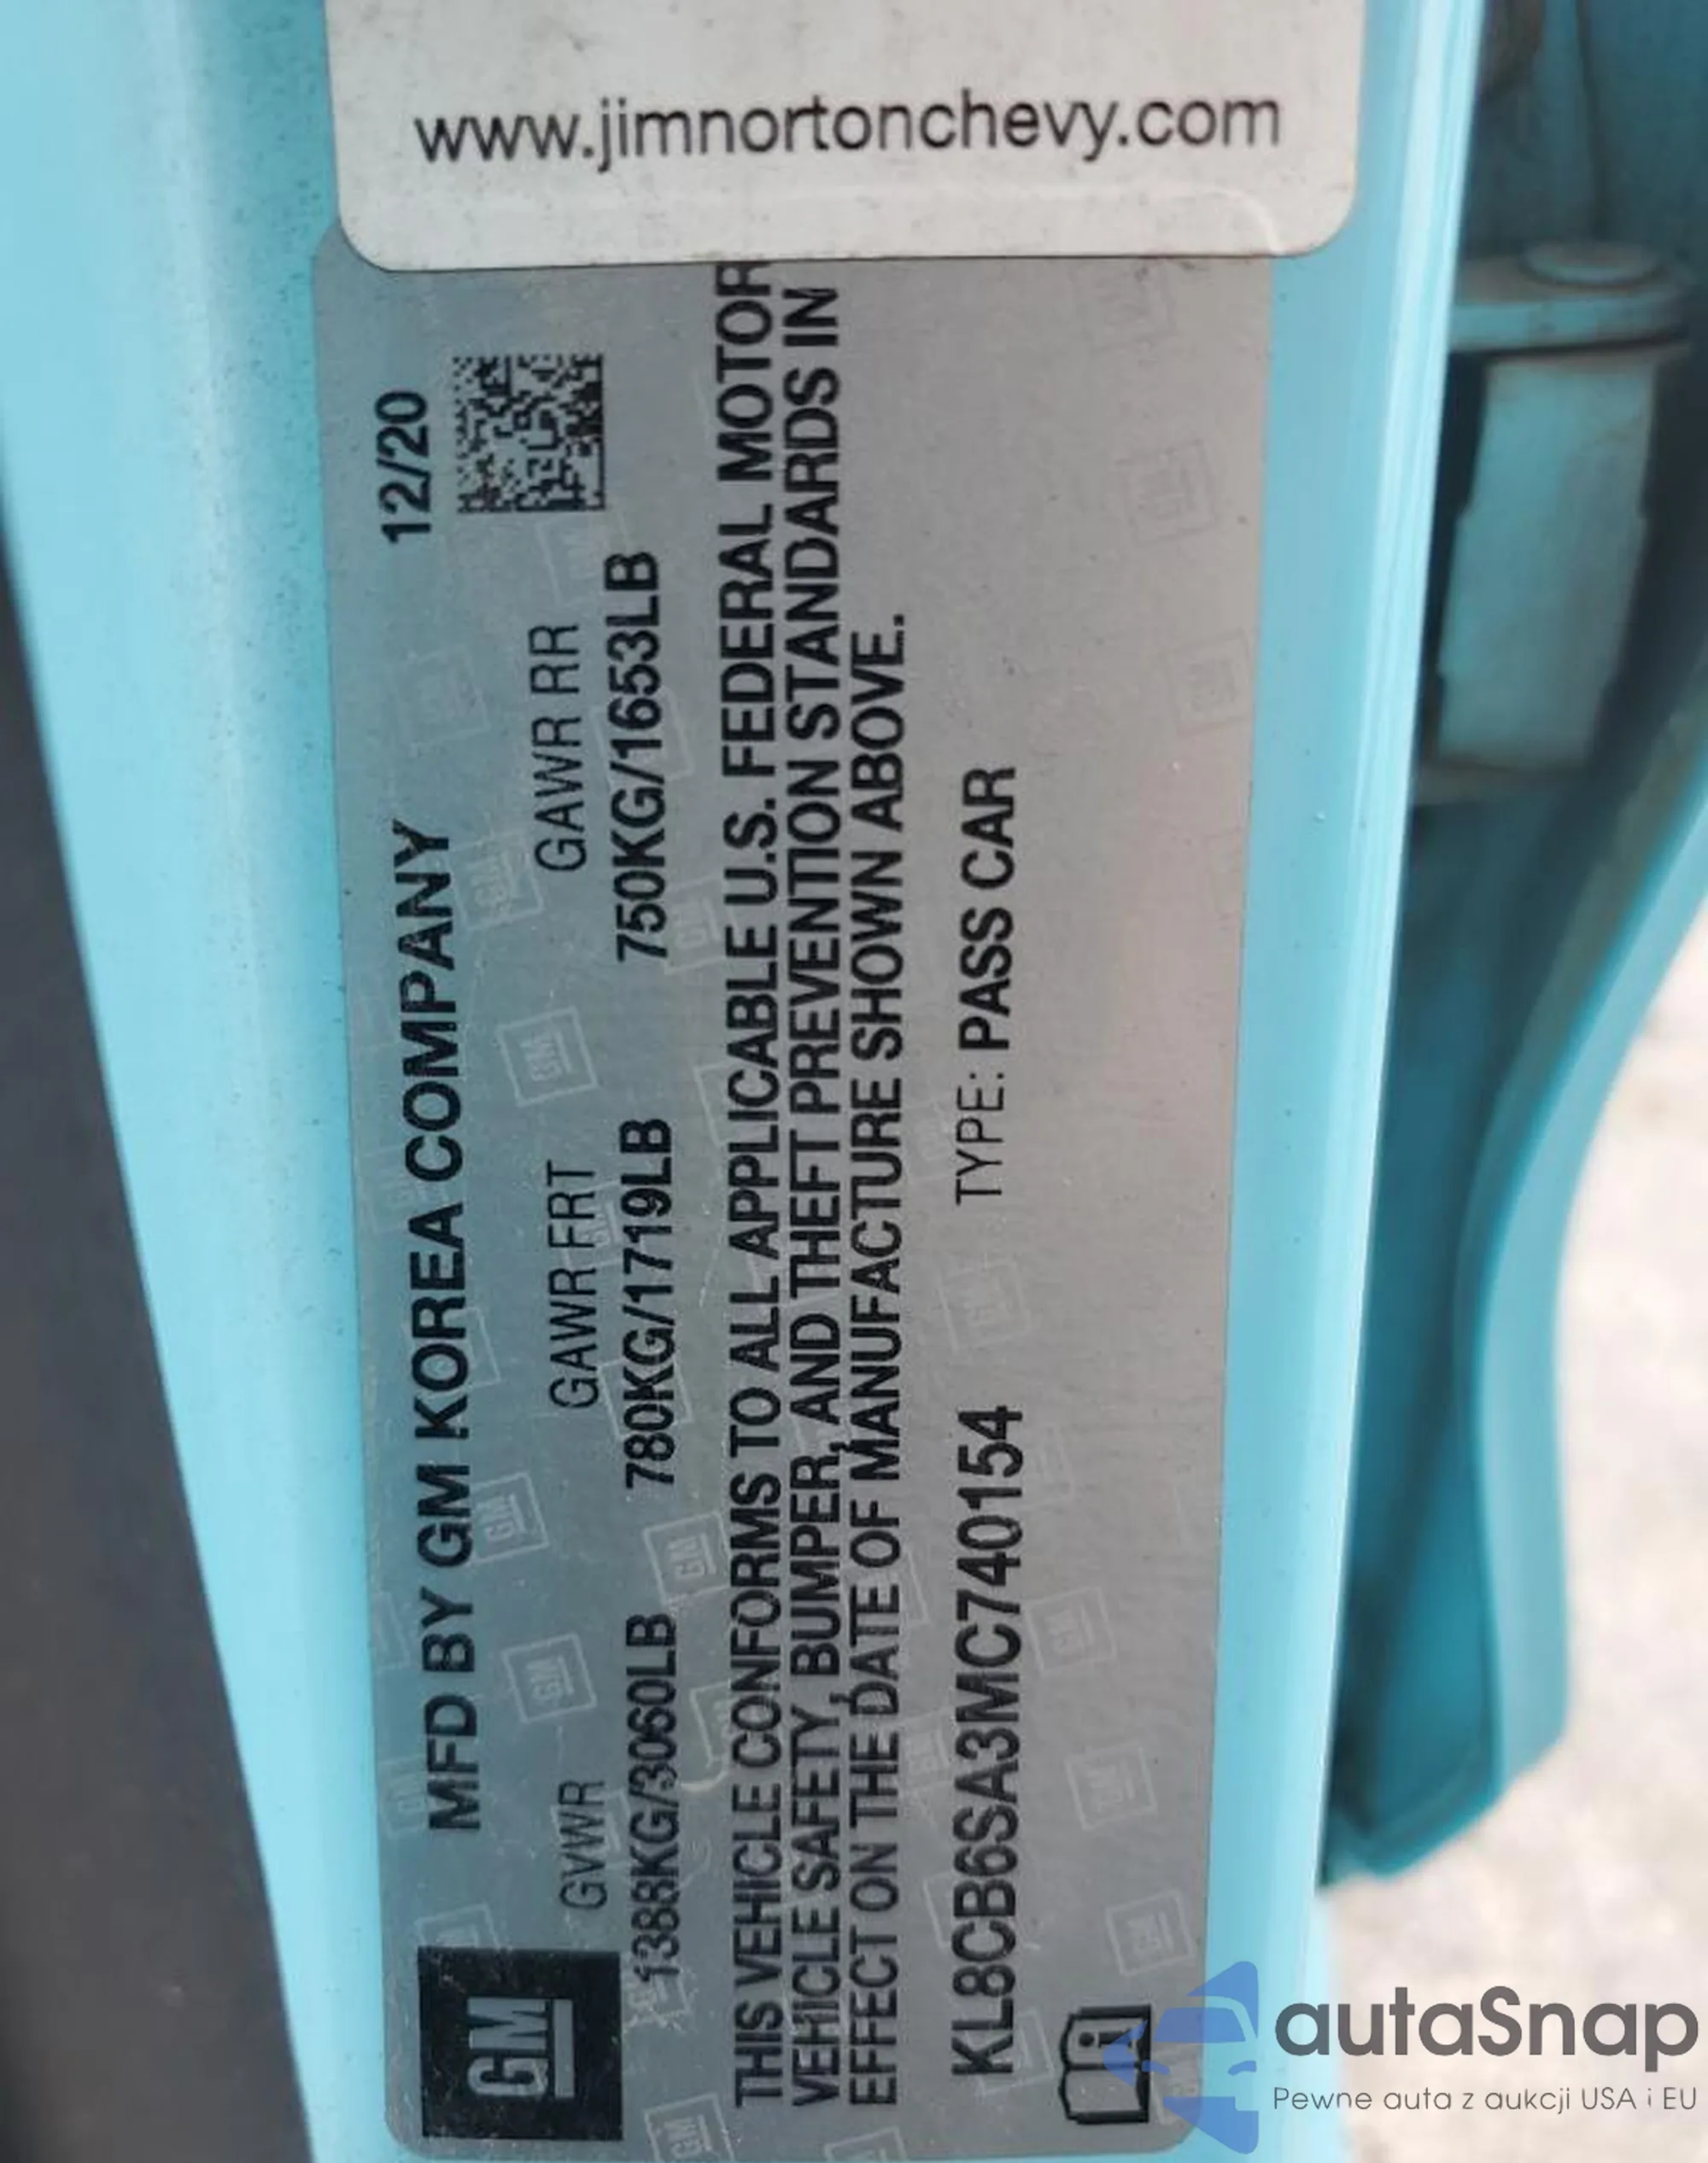 www.jimnortonchevy.com
MFD BY GM KOREA COMPANY 12/20
GM
GVWR GAWR FRT GAWR RR
1388KG/3060LB 780KG/1719LB 750KG/1653LB
THIS VEHICLE CONFORMS TO ALL APPLICABLE U.S. FEDERAL MOTOR
VEHICLE SAFETY, BUMPER, AND THEFT PREVENTION STANDARDS IN
EFFECT ON THE DATE OF MANUFACTURE SHOWN ABOVE.
KL8CB6SA3MC740154 TYPE: PASS CAR
autaSnap
Pewne auta z aukcji USA i EU